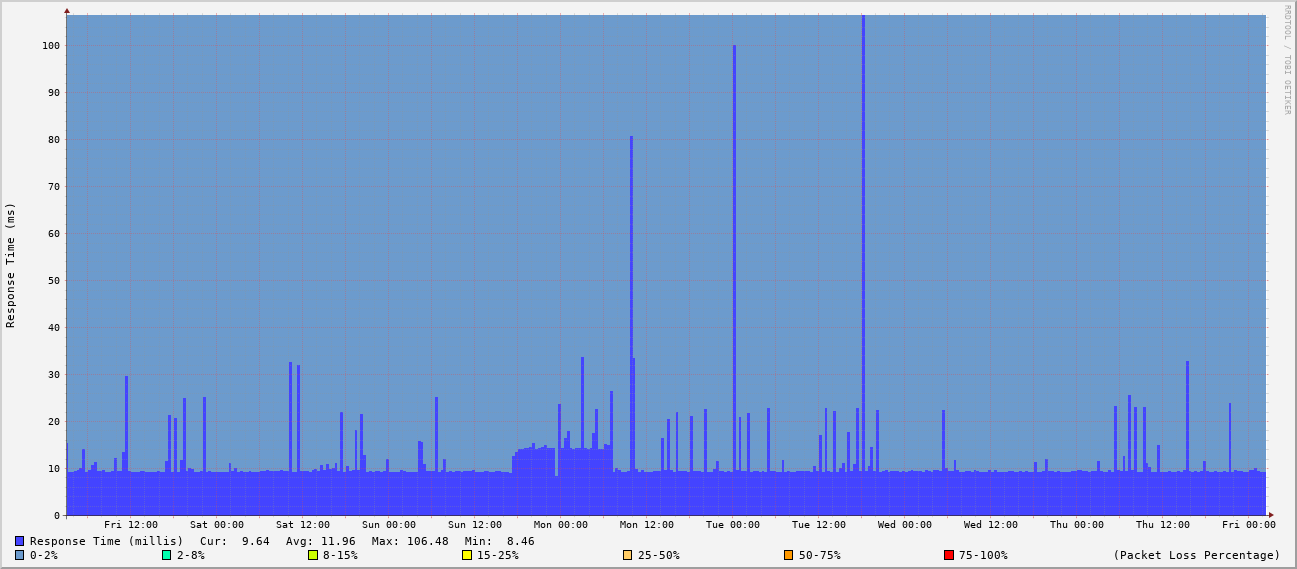 RRDTOOL / TOBI OETIKER
Response Time (ms)
100
90
80
70
60
50
40
30
20
10
0
Fri 12:00 Sat 00:00 Sat 12:00 Sun 00:00 Sun 12:00 Mon 00:00 Mon 12:00 Tue 00:00 Tue 12:00 Wed 00:00 Wed 12:00 Thu 00:00 Thu 12:00 Fri 00:00
Response Time (millis) Cur: 9.64 Avg: 11.96 Max: 106.48 Min: 8.46
0-2% 2-8% 8-15% 15-25% 25-50% 50-75% 75-100% (Packet Loss Percentage)